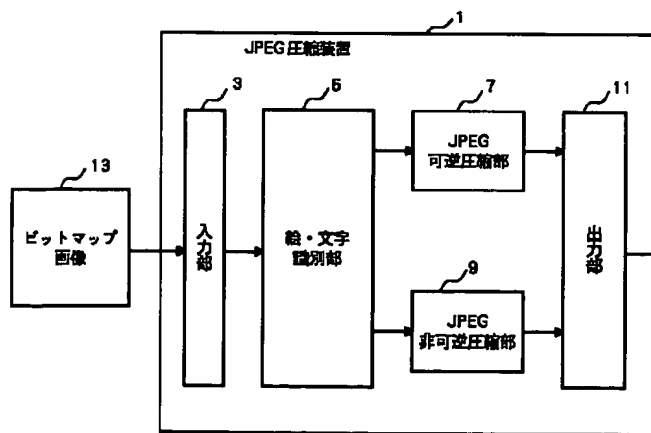 1
JPEG圧縮装置
3
5
7
11
JPEG
可逆圧縮部
13
ビットマップ
画像
入力部
絵・文字
識別部
出力部
9
JPEG
非可逆圧縮部